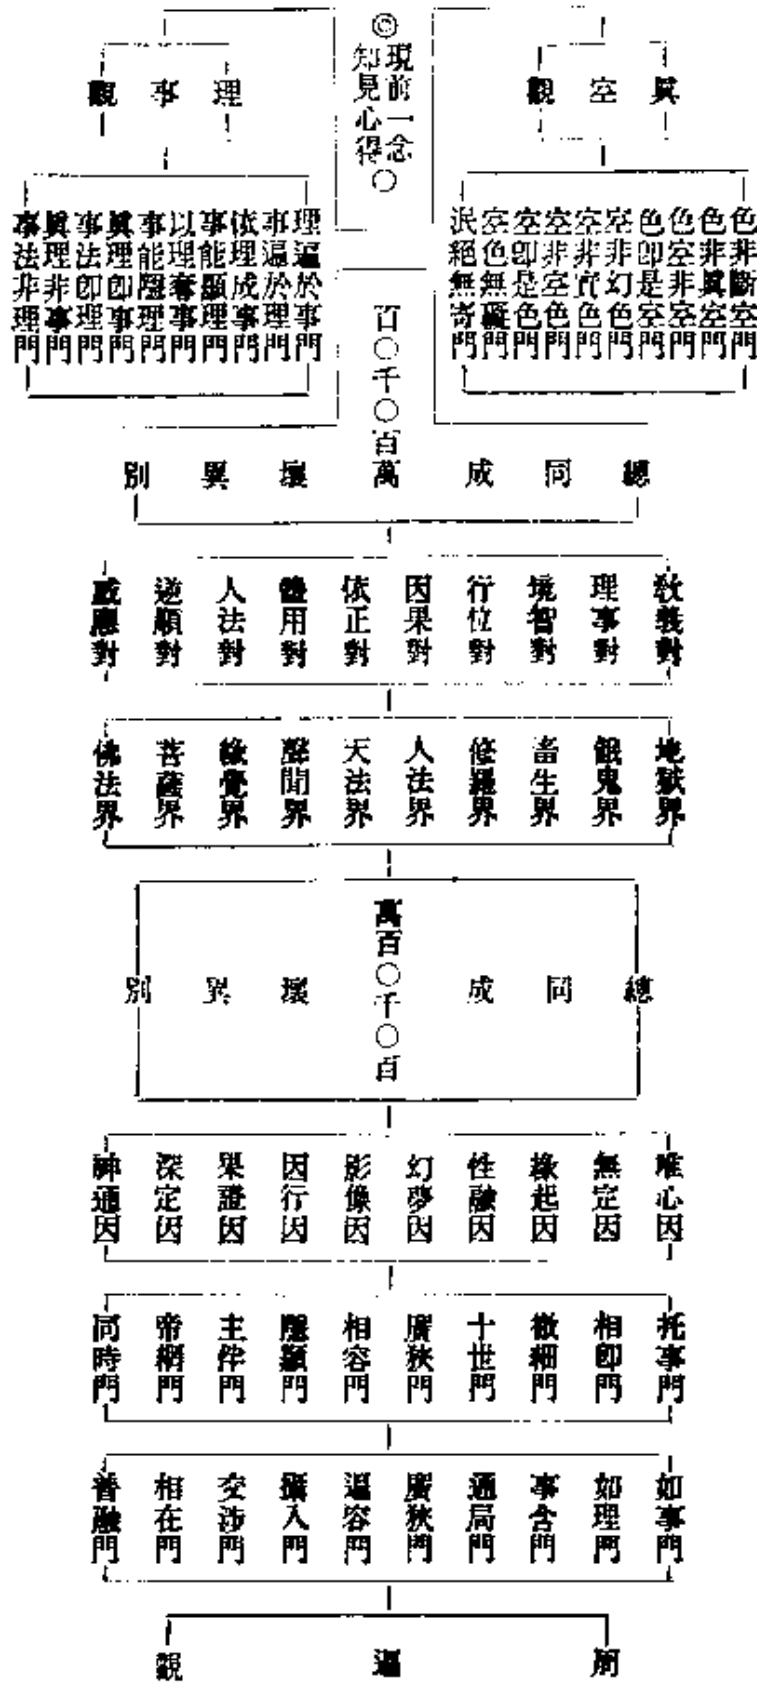 ◎現前一念
知見心得○
眞空觀
理事觀
色非斷空門
色非眞空門
色空非空門
色即是空門
空非幻色門
空非實色門
空非空色門
空即是色門
空色無礙門
泯絕無寄門
理遍於事門
事遍於理門
依理成事門
事能顯理門
以理奪事門
事能隱理門
眞理即事門
事法即理門
眞理非事門
事法非理門
百○千○百萬
總同成壞異別
教義對
理事對
境智對
行位對
因果對
依正對
體用對
人法對
逆順對
感應對
地獄界
餓鬼界
畜生界
修羅界
人法界
天法界
聲聞界
緣覺界
菩薩界
佛法界
萬百○千○百
總同成壞異別
唯心因
無定因
緣起因
性融因
幻夢因
影像因
因行因
果證因
深定因
神通因
托事門
相即門
微細門
十世門
廣狹門
相容門
隱顯門
主伴門
帝網門
同時門
如事門
如理門
事含門
通局門
廣狹門
遍容門
攝入門
交涉門
相在門
普融門
周遍觀